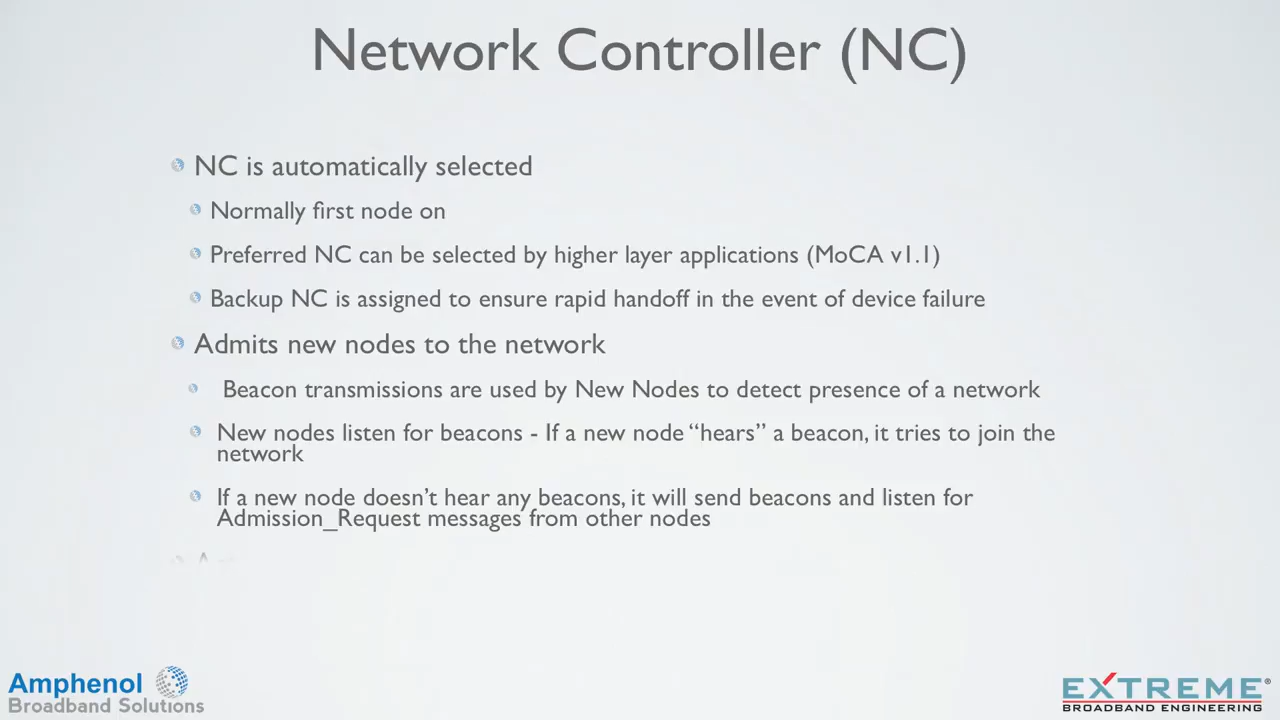 Network Controller (NC)
NC is automatically selected
Normally first node on
Preferred NC can be selected by higher layer applications (MoCA v1.1)
Backup NC is assigned to ensure rapid handoff in the event of device failure
Admits new nodes to the network
Beacon transmissions are used by New Nodes to detect presence of a network
New nodes listen for beacons - If a new node “hears” a beacon, it tries to join the
network
If a new node doesn’t hear any beacons, it will send beacons and listen for
Admission_Request messages from other nodes
Amphenol
Broadband Solutions
EXTREME®
BROADBAND ENGINEERING